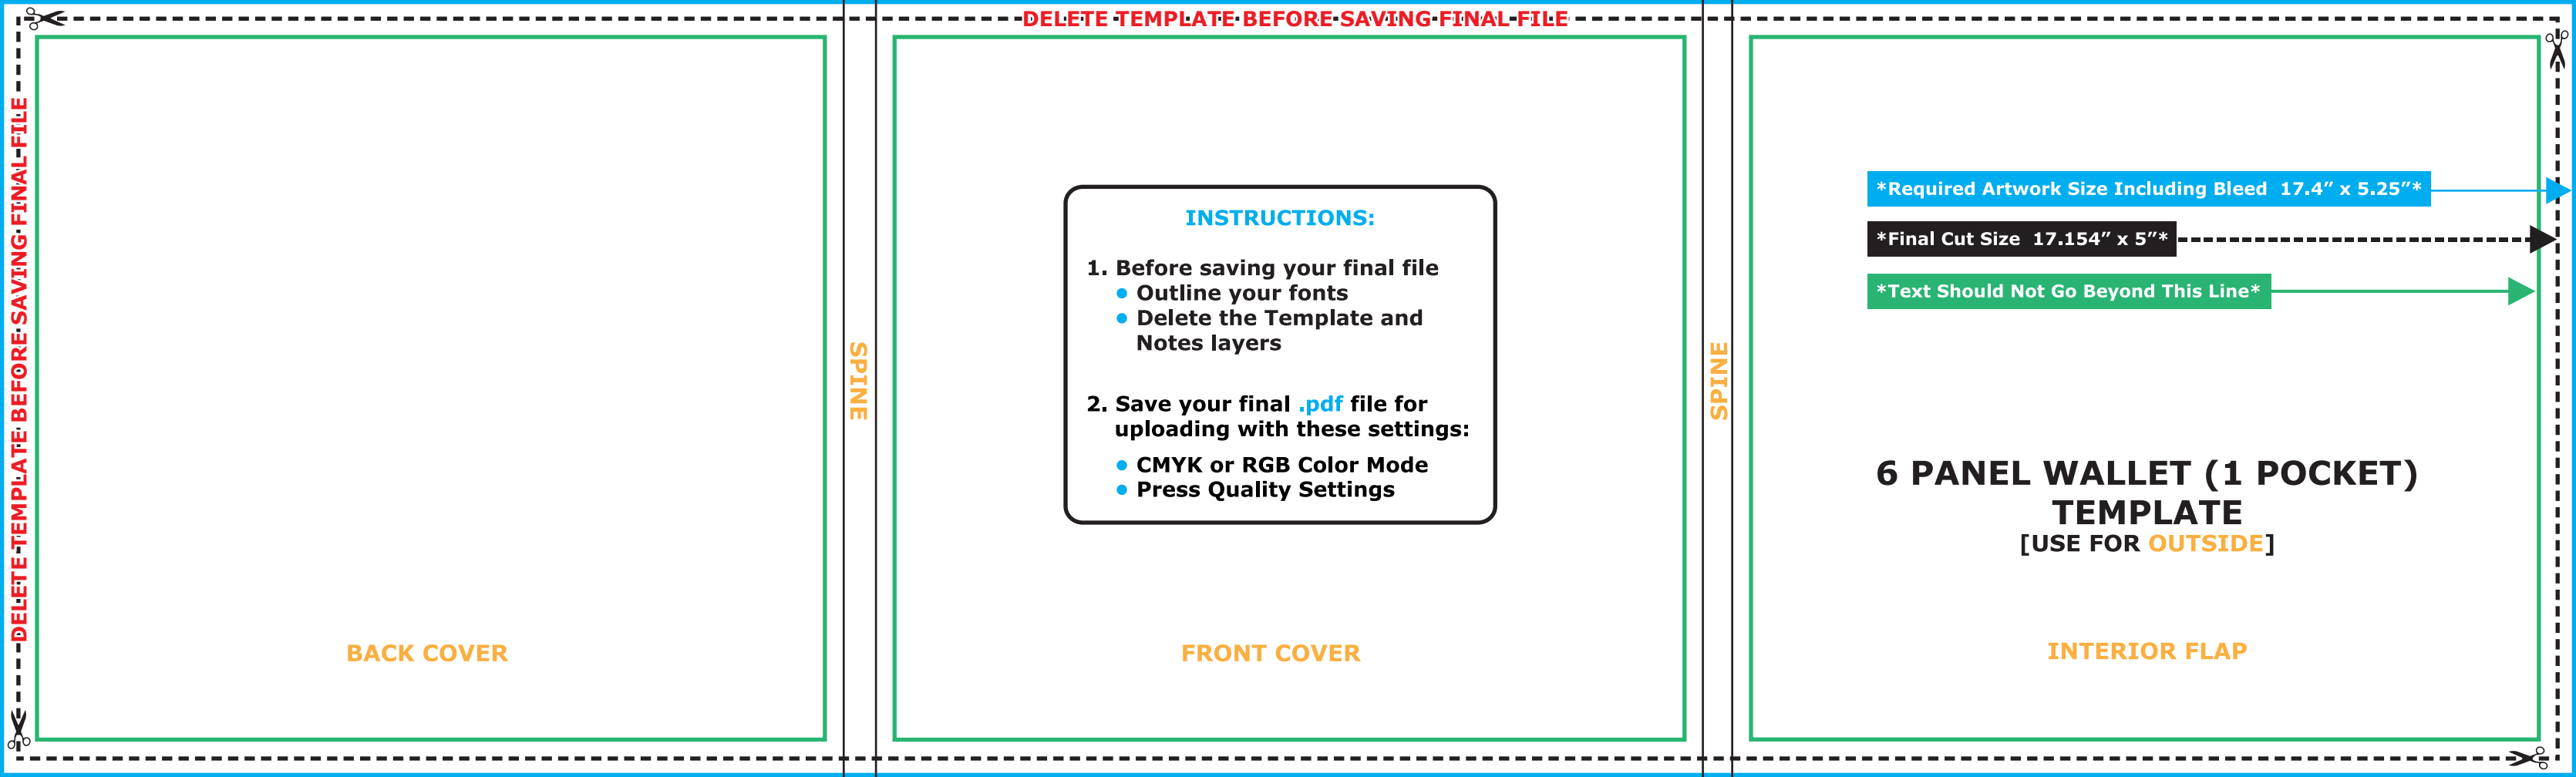 DELETE TEMPLATE BEFORE SAVING FINAL FILE
DELETE TEMPLATE BEFORE SAVING FINAL FILE
BACK COVER
SPINE
INSTRUCTIONS:
1. Before saving your final file
● Outline your fonts
● Delete the Template and
Notes layers
2. Save your final .pdf file for
uploading with these settings:
● CMYK or RGB Color Mode
● Press Quality Settings
FRONT COVER
SPINE
*Required Artwork Size Including Bleed 17.4” x 5.25”*
*Final Cut Size 17.154” x 5”*
*Text Should Not Go Beyond This Line*
6 PANEL WALLET (1 POCKET)
TEMPLATE
[USE FOR OUTSIDE]
INTERIOR FLAP